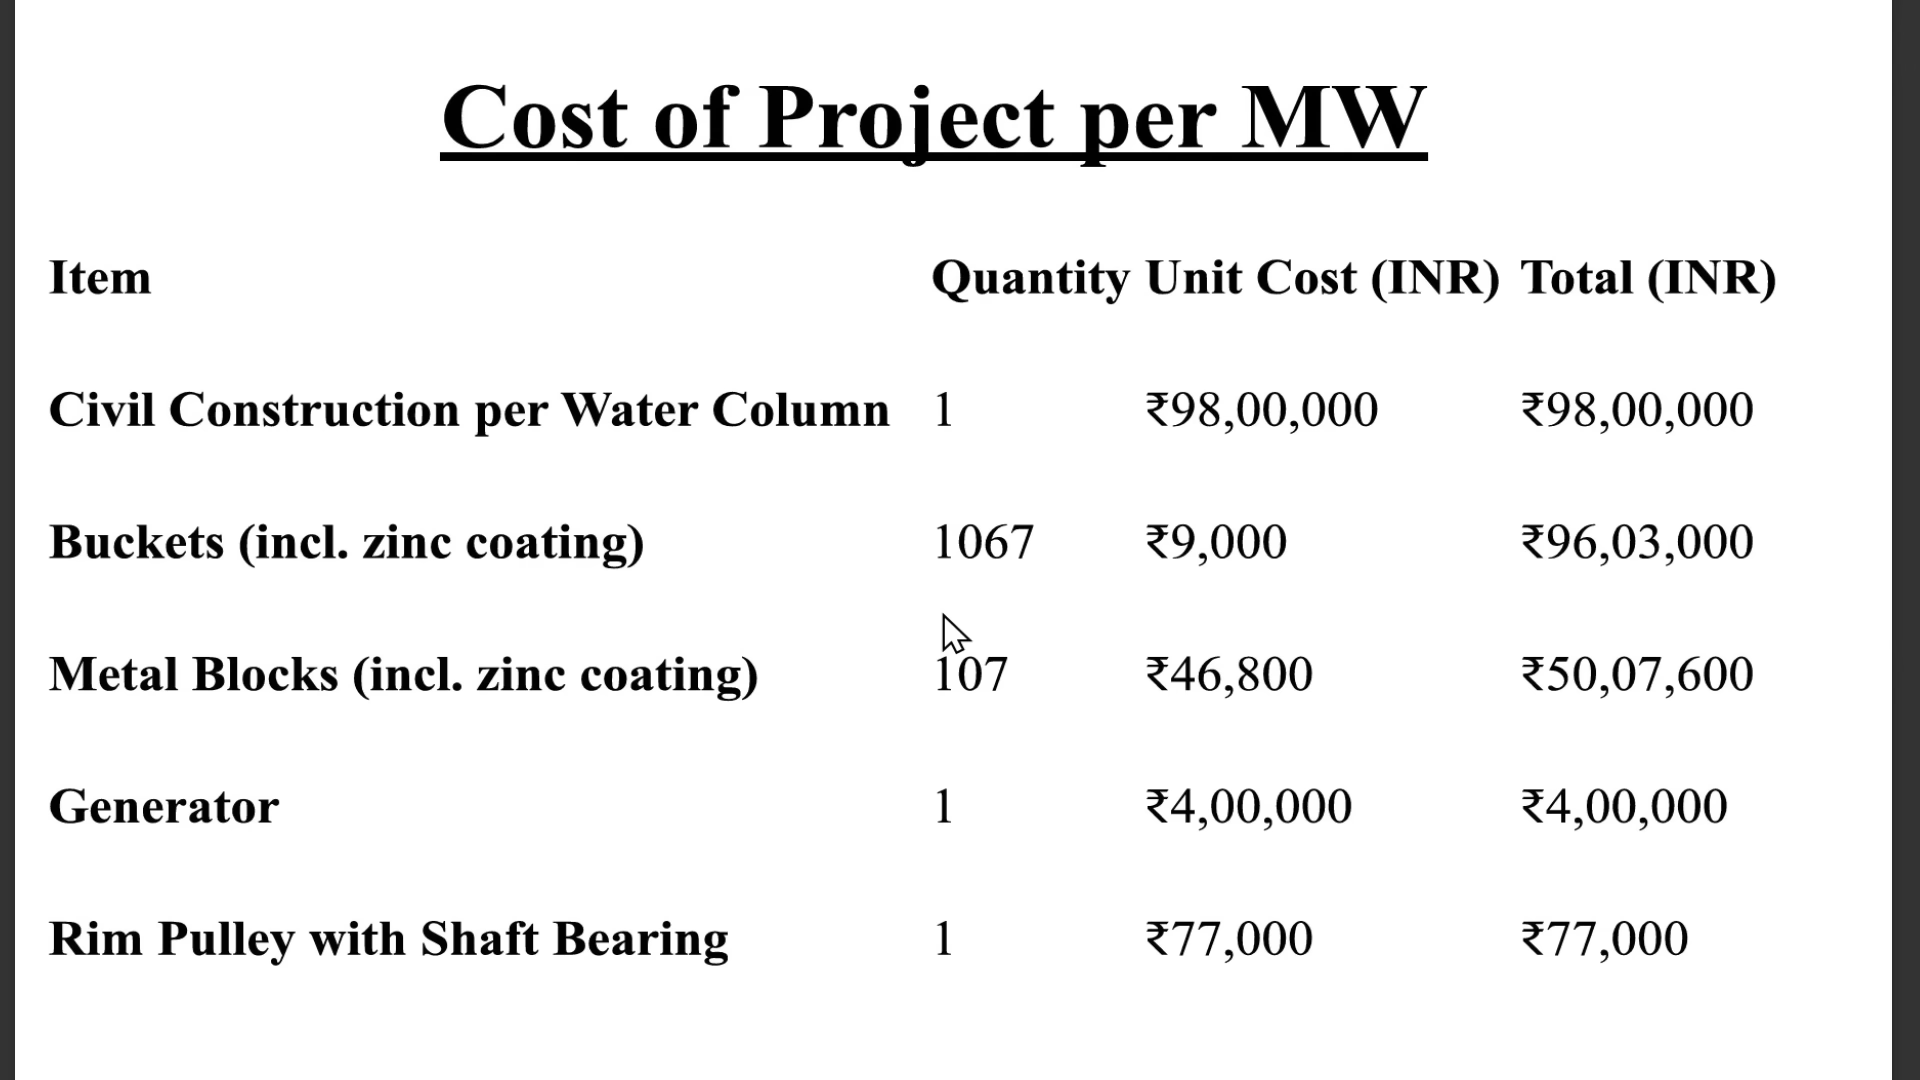 Cost of Project per MW
Item Quantity Unit Cost (INR) Total (INR)
Civil Construction per Water Column 1 ₹98,00,000 ₹98,00,000
Buckets (incl. zinc coating) 1067 ₹9,000 ₹96,03,000
Metal Blocks (incl. zinc coating) 107 ₹46,800 ₹50,07,600
Generator 1 ₹4,00,000 ₹4,00,000
Rim Pulley with Shaft Bearing 1 ₹77,000 ₹77,000